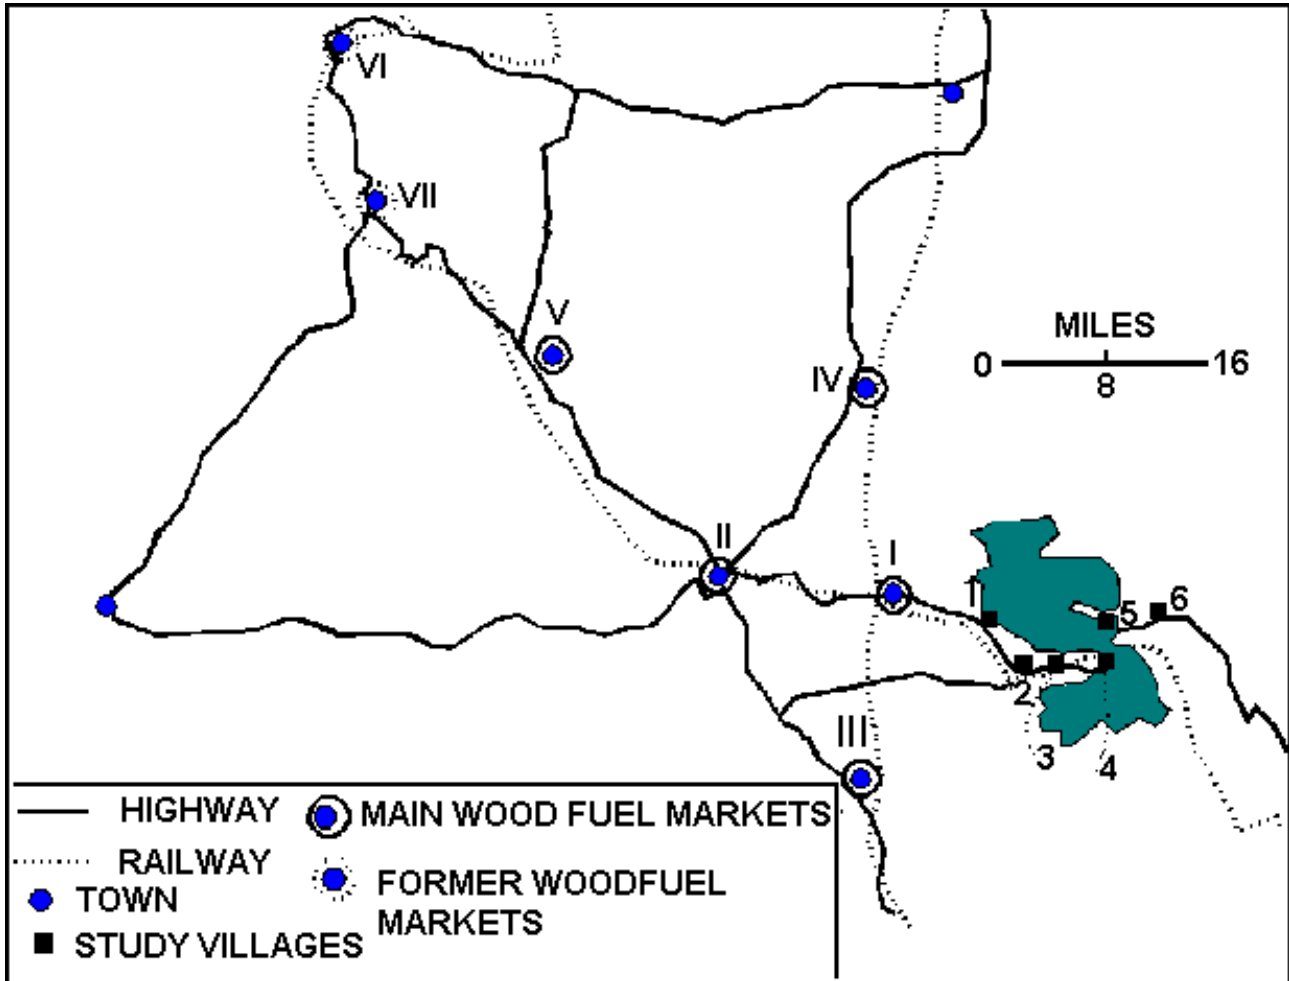 VI
VII
V
MILES
0
16
8
IV
II
I
1
5
6
2
III
3
4
HIGHWAY
MAIN WOOD FUEL MARKETS
RAILWAY
FORMER WOODFUEL
MARKETS
TOWN
STUDY VILLAGES